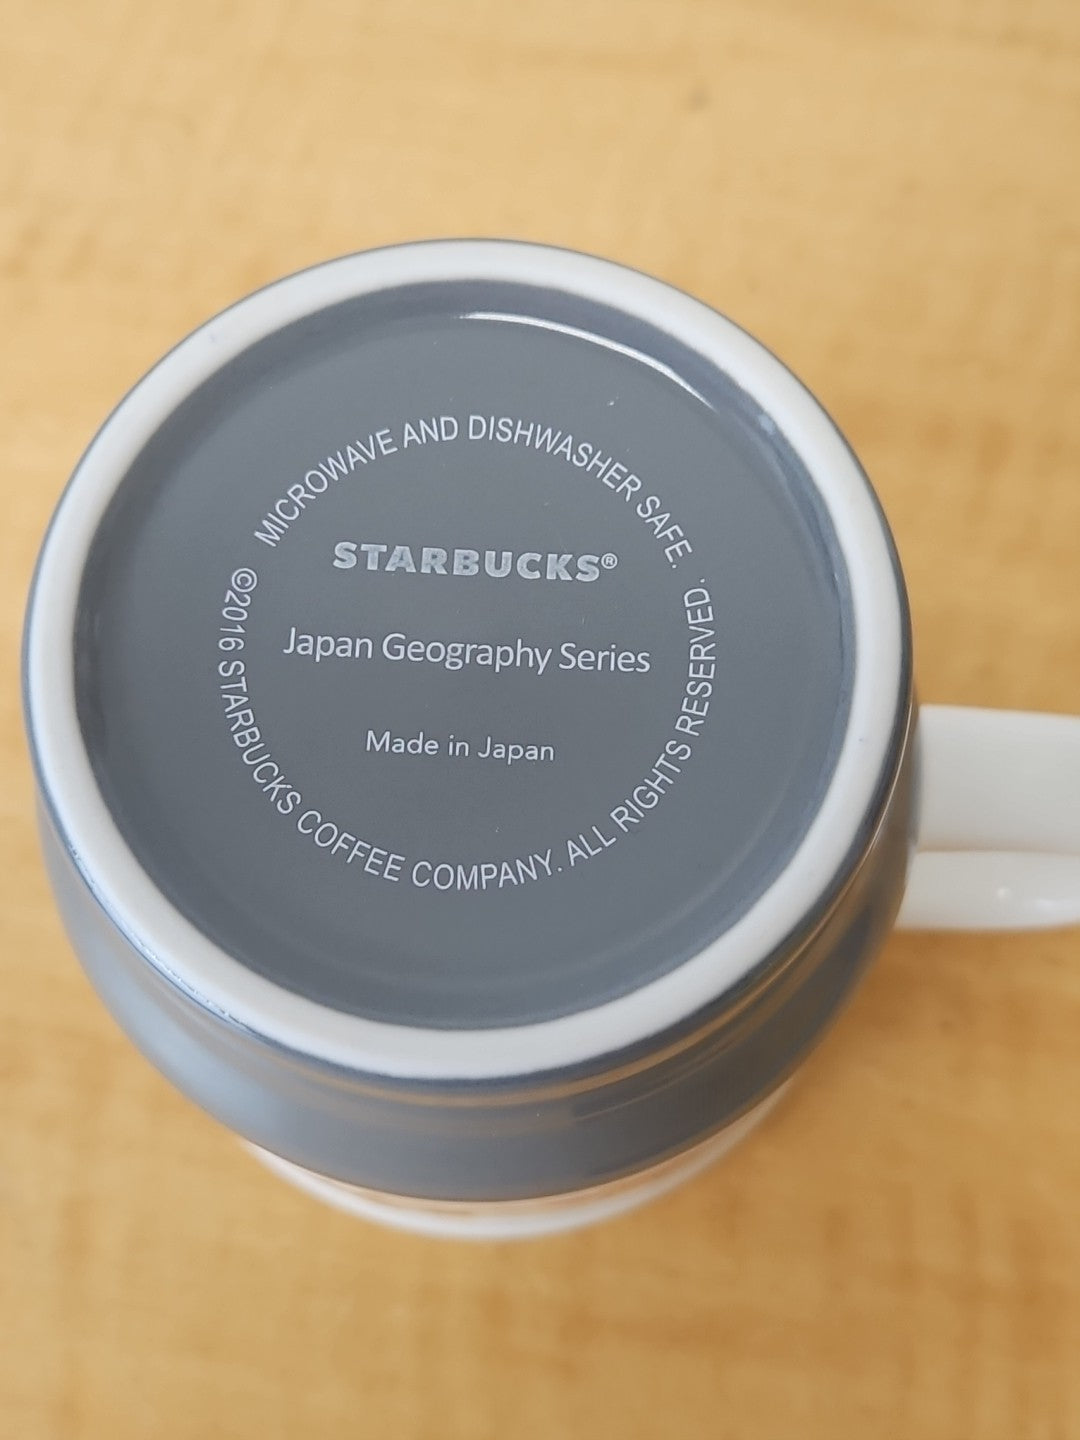 MICROWAVE AND DISHWASHER SAFE.
STARBUCKS®
Japan Geography Series
Made in Japan
©2016 STARBUCKS COFFEE COMPANY. ALL RIGHTS RESERVED.